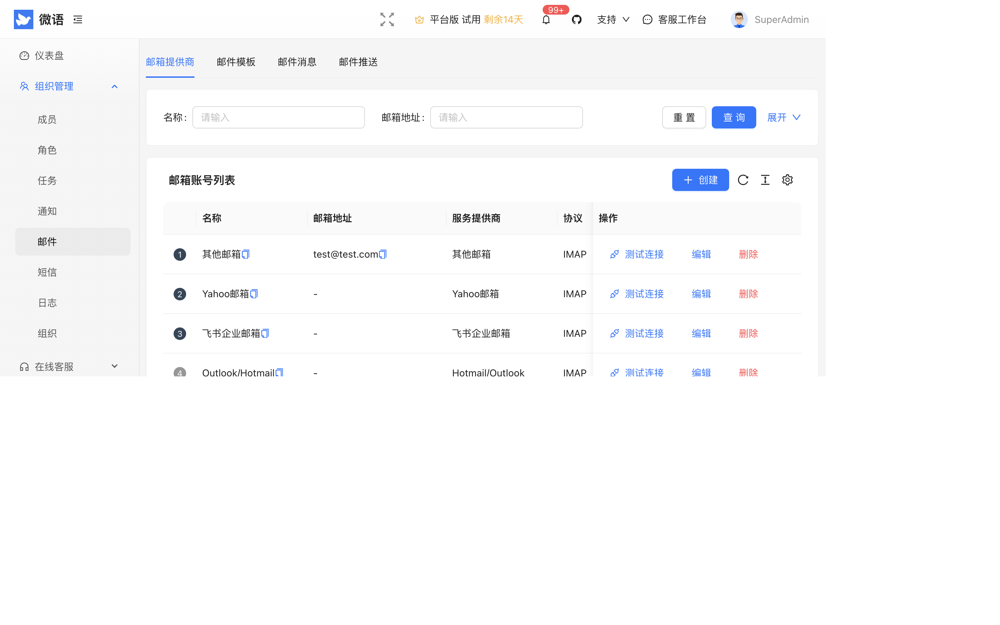 微语
平台版 试用 剩余14天
99+
支持
客服工作台
SuperAdmin
仪表盘
组织管理
成员
角色
任务
通知
邮件
短信
日志
组织
在线客服
邮箱提供商 邮件模板 邮件消息 邮件推送
名称: 请输入 邮箱地址: 请输入 重 置 查 询 展开
邮箱账号列表 创建
名称 邮箱地址 服务提供商 协议 操作
1 其他邮箱 test@test.com 其他邮箱 IMAP 测试连接 编辑 删除
2 Yahoo邮箱 - Yahoo邮箱 IMAP 测试连接 编辑 删除
3 飞书企业邮箱 - 飞书企业邮箱 IMAP 测试连接 编辑 删除
4 Outlook/Hotmail - Hotmail/Outlook IMAP 测试连接 编辑 删除